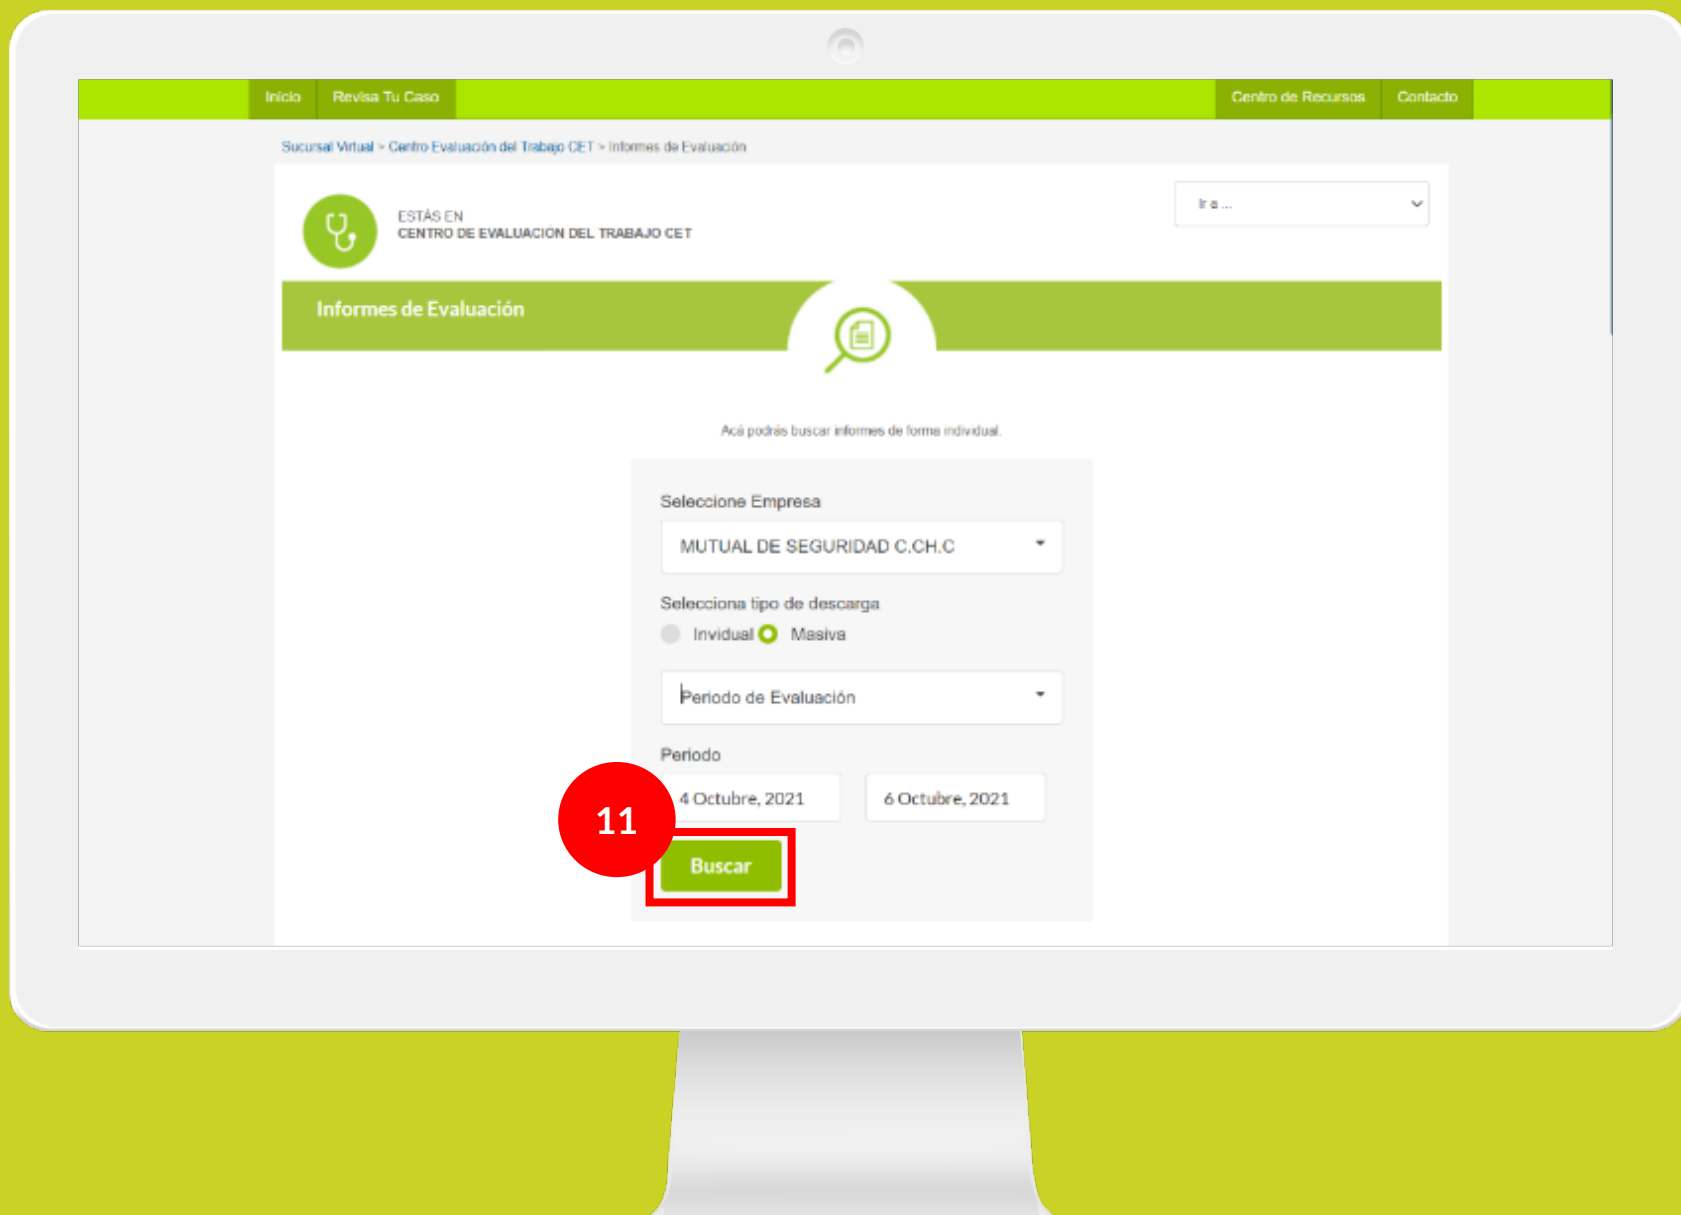 Inicio Revisa Tu Caso Centro de Recursos Contacto
Sucursal Virtual > Centro Evaluación del Trabajo CET > Informes de Evaluación
Ir a ...
ESTÁS EN
CENTRO DE EVALUACIÓN DEL TRABAJO CET
Informes de Evaluación
Acá podrás buscar informes de forma individual.
Seleccione Empresa
MUTUAL DE SEGURIDAD C.CH.C
Selecciona tipo de descarga
Invidual Masiva
Periodo de Evaluación
Periodo
4 Octubre, 2021 6 Octubre, 2021
11
Buscar